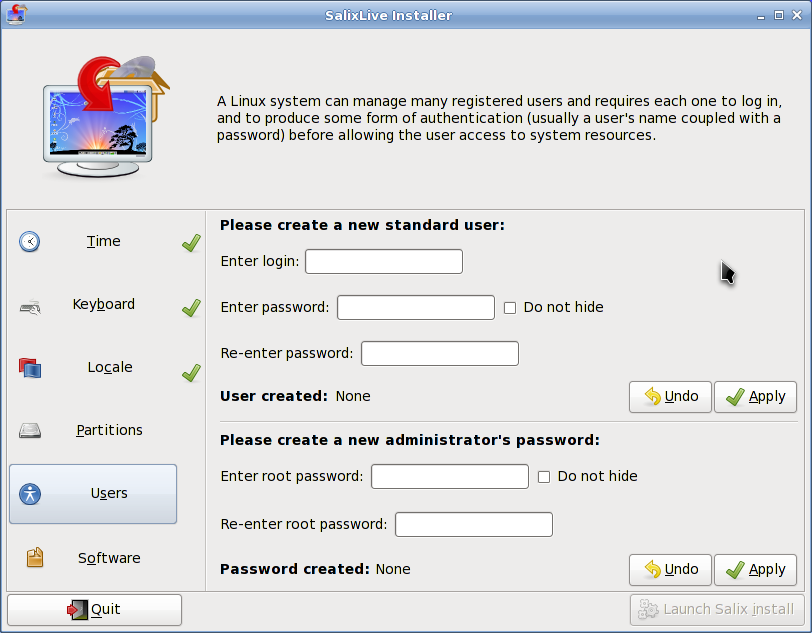 SalixLive Installer
A Linux system can manage many registered users and requires each one to log in,
and to produce some form of authentication (usually a user's name coupled with a
password) before allowing the user access to system resources.
Time
Keyboard
Locale
Partitions
Users
Software
Please create a new standard user:
Enter login:
Enter password:
Do not hide
Re-enter password:
User created: None
Undo
Apply
Please create a new administrator's password:
Enter root password:
Do not hide
Re-enter root password:
Password created: None
Undo
Apply
Quit
Launch Salix install